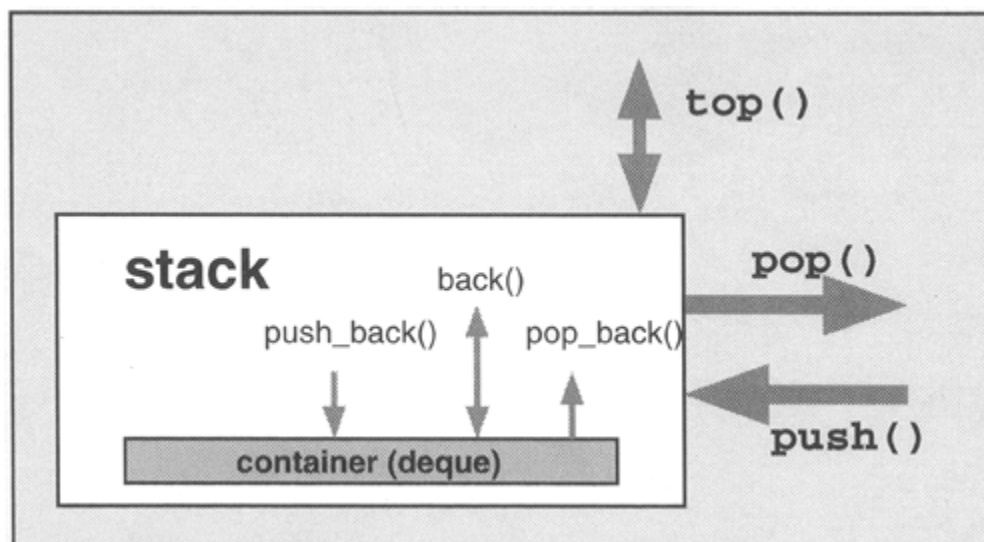 top()
stack
back()
pop()
push_back()
pop_back()
push()
container (deque)